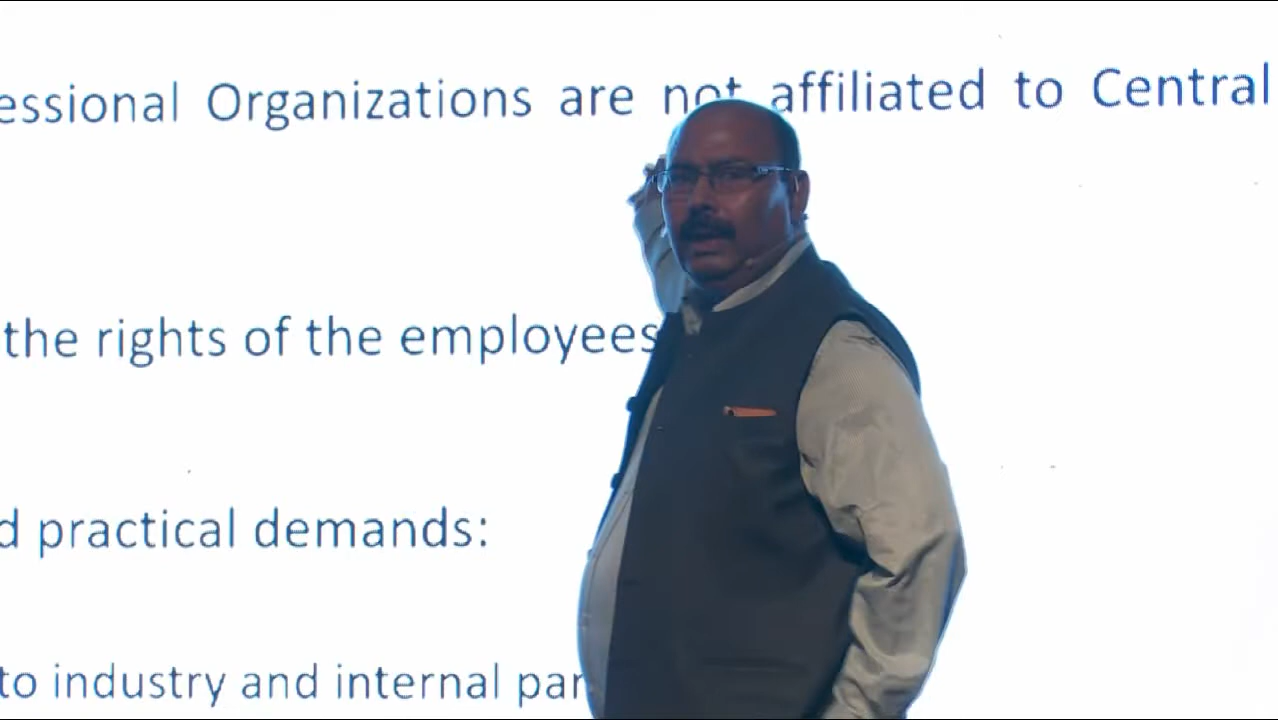 essional Organizations are not affiliated to Central
the rights of the employees
d practical demands:
to industry and internal par